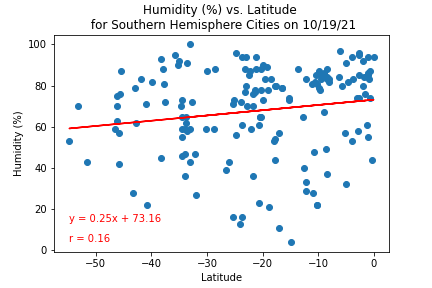 Humidity (%) vs. Latitude
for Southern Hemisphere Cities on 10/19/21
100
80
60
40
20
0
Humidity (%)
y = 0.25x + 73.16
r = 0.16
−50
−40
−30
−20
−10
0
Latitude